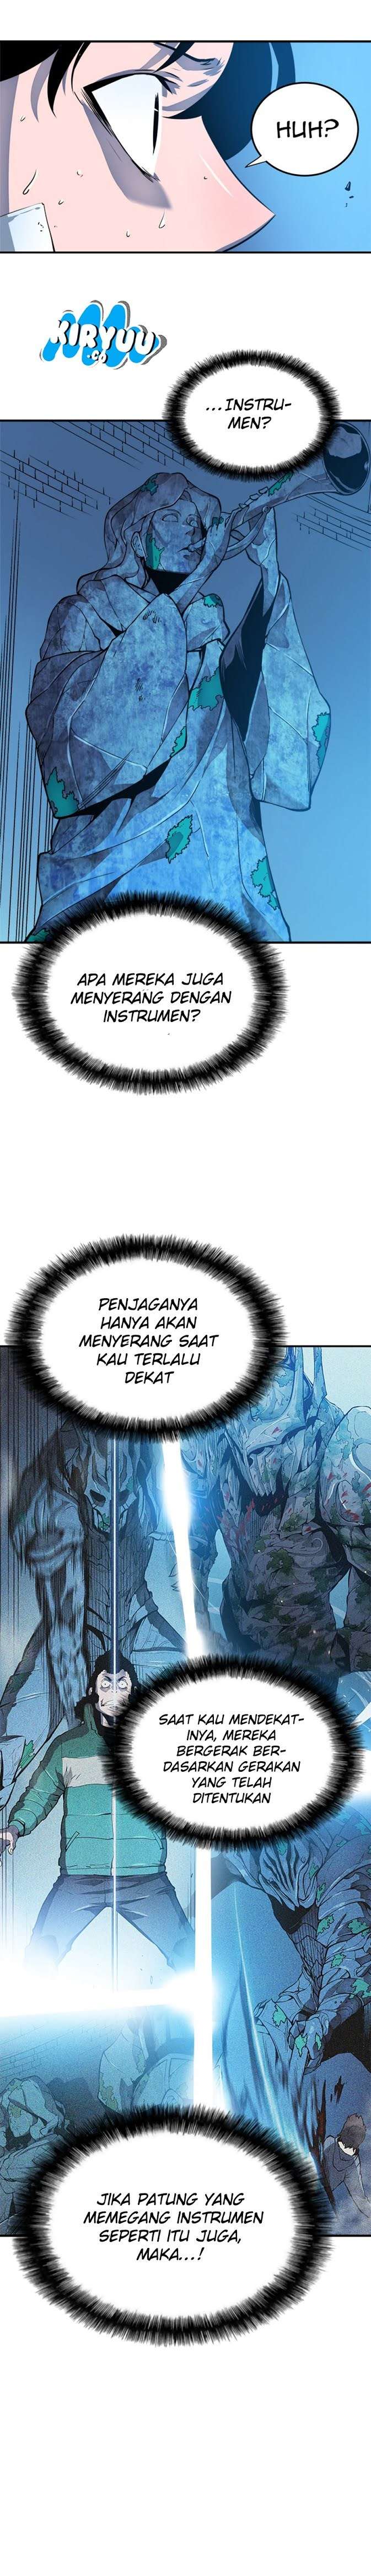 HUH?
KIRYUU
.CO
...INSTRU-
MEN?
APA MEREKA JUGA
MENYERANG DENGAN
INSTRUMEN?
PENJAGANYA
HANYA AKAN
MENYERANG SAAT
KAU TERLALU
DEKAT
SAAT KAU MENDEKAT-
INYA, MEREKA
BERGERAK BER-
DASARKAN GERAKAN
YANG TELAH
DITENTUKAN
JIKA PATUNG YANG
MEMEGANG INSTRUMEN
SEPERTI ITU JUGA,
MAKA...!